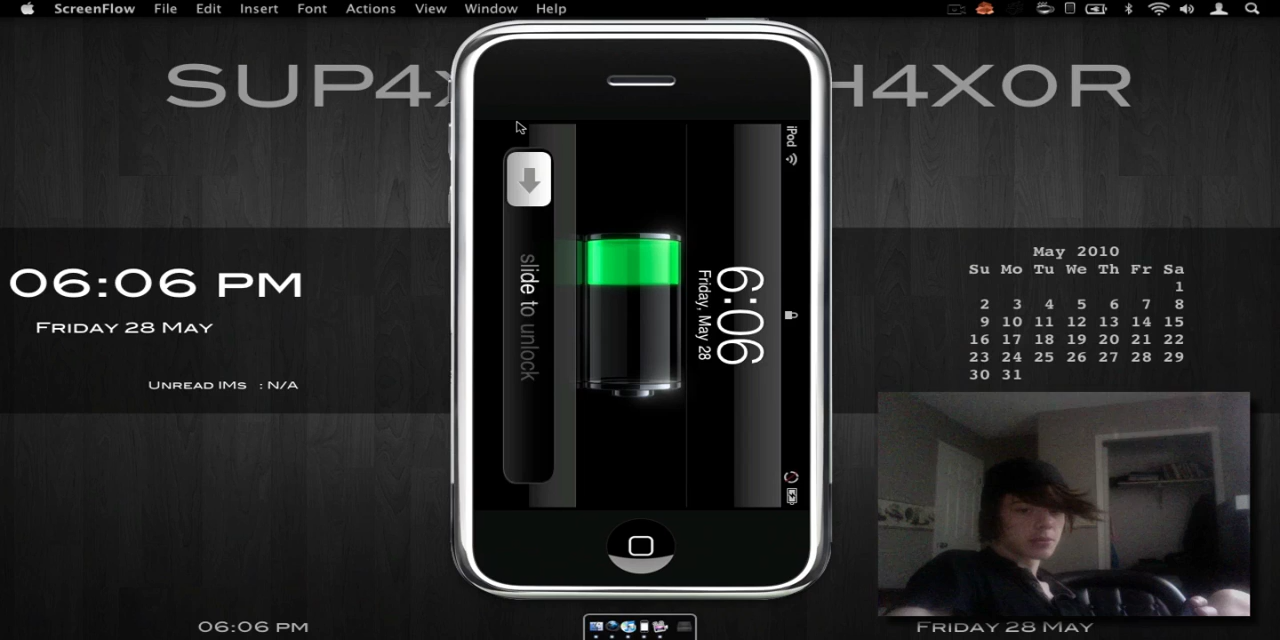 ScreenFlow File Edit Insert Font Actions View Window Help
SUP4 H4X0R
iPod
6:06
Friday, May 28
slide to unlock
06:06 PM
Friday 28 May
Unread IMs : N/A
May 2010
Su Mo Tu We Th Fr Sa
1
2 3 4 5 6 7 8
9 10 11 12 13 14 15
16 17 18 19 20 21 22
23 24 25 26 27 28 29
30 31
06:06 PM
Friday 28 May